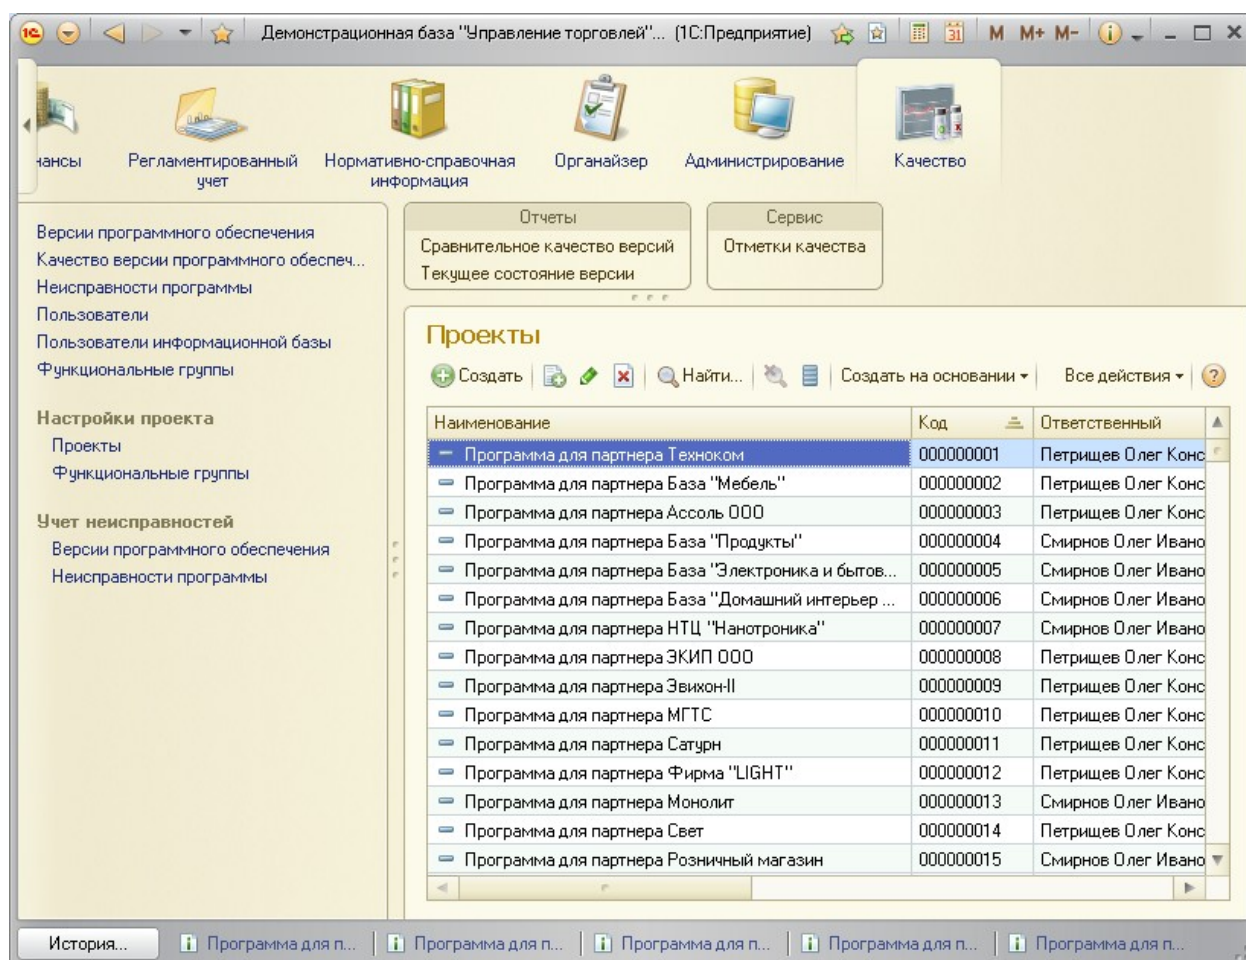 Демонстрационная база "Управление торговлей"... (1С:Предприятие) 31 M M+ M-
нансы
Регламентированный
учет
Нормативно-справочная
информация
Органайзер
Администрирование
Качество
Версии программного обеспечения
Качество версии программного обеспеч...
Неисправности программы
Пользователи
Пользователи информационной базы
Функциональные группы
Настройки проекта
Проекты
Функциональные группы
Учет неисправностей
Версии программного обеспечения
Неисправности программы
Отчеты
Сравнительное качество версий
Текущее состояние версии
Сервис
Отметки качества
Проекты
Создать Найти... Создать на основании Все действия ?
Наименование Код Ответственный
Программа для партнера Техноком 000000001 Петрищев Олег Конс
Программа для партнера База "Мебель" 000000002 Петрищев Олег Конс
Программа для партнера Ассоль ООО 000000003 Петрищев Олег Конс
Программа для партнера База "Продукты" 000000004 Смирнов Олег Ивано
Программа для партнера База "Электроника и бытов... 000000005 Смирнов Олег Ивано
Программа для партнера База "Домашний интерьер ... 000000006 Смирнов Олег Ивано
Программа для партнера НТЦ "Нанотроника" 000000007 Смирнов Олег Ивано
Программа для партнера ЭКИП ООО 000000008 Петрищев Олег Конс
Программа для партнера Эвихон-II 000000009 Петрищев Олег Конс
Программа для партнера МГТС 000000010 Петрищев Олег Конс
Программа для партнера Сатурн 000000011 Петрищев Олег Конс
Программа для партнера Фирма "LIGHT" 000000012 Петрищев Олег Конс
Программа для партнера Монолит 000000013 Смирнов Олег Ивано
Программа для партнера Свет 000000014 Петрищев Олег Конс
Программа для партнера Розничный магазин 000000015 Смирнов Олег Ивано
История... Программа для п... Программа для п... Программа для п... Программа для п... Программа для п...